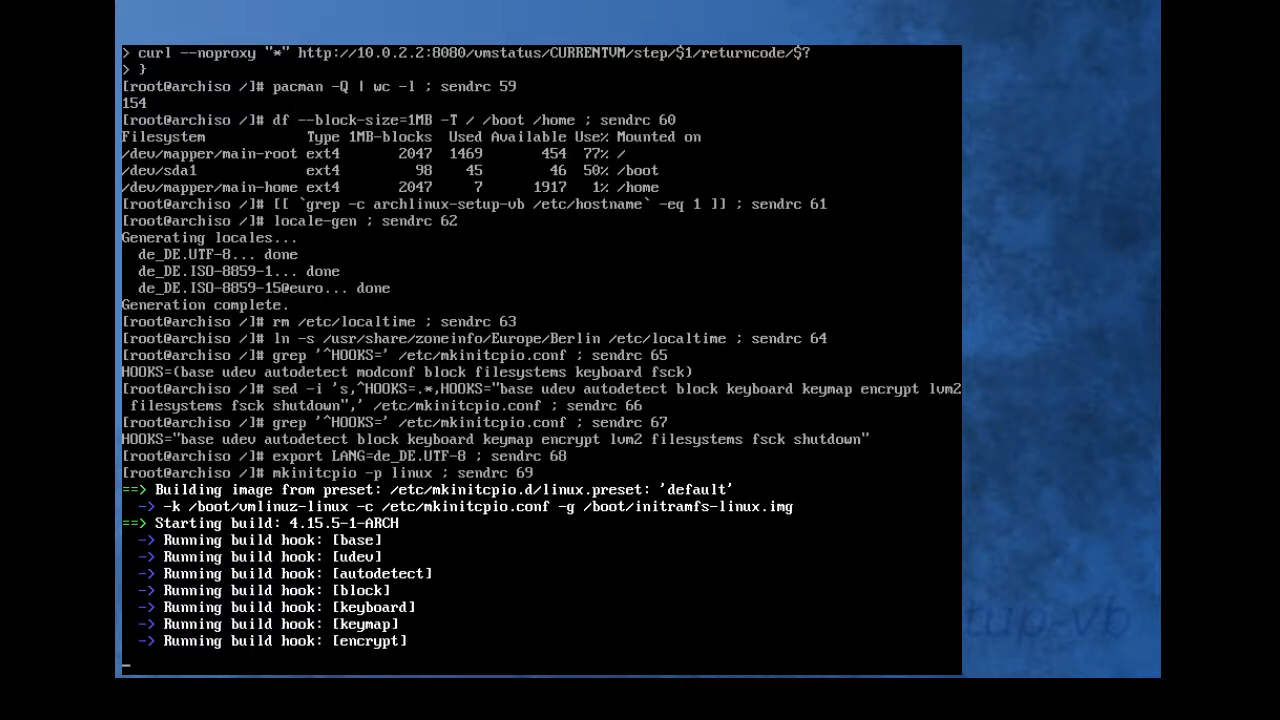 > curl --noproxy "*" http://10.0.2.2:8080/vmstatus/CURRENTVM/step/$1/returncode/$?
> }
[root@archiso /]# pacman -Q | wc -l ; sendrc 59
154
[root@archiso /]# df --block-size=1MB -T / /boot /home ; sendrc 60
Filesystem            Type 1MB-blocks  Used Available Use% Mounted on
/dev/mapper/main-root ext4       2047  1469       454  77% /
/dev/sda1             ext4         98    45        46  50% /boot
/dev/mapper/main-home ext4       2047     7      1917   1% /home
[root@archiso /]# [[ `grep -c archlinux-setup-vb /etc/hostname` -eq 1 ]] ; sendrc 61
[root@archiso /]# locale-gen ; sendrc 62
Generating locales...
  de_DE.UTF-8... done
  de_DE.ISO-8859-1... done
  de_DE.ISO-8859-15@euro... done
Generation complete.
[root@archiso /]# rm /etc/localtime ; sendrc 63
[root@archiso /]# ln -s /usr/share/zoneinfo/Europe/Berlin /etc/localtime ; sendrc 64
[root@archiso /]# grep '^HOOKS=' /etc/mkinitcpio.conf ; sendrc 65
HOOKS=(base udev autodetect modconf block filesystems keyboard fsck)
[root@archiso /]# sed -i 's,^HOOKS=.*,HOOKS="base udev autodetect block keyboard keymap encrypt lvm2
 filesystems fsck shutdown",' /etc/mkinitcpio.conf ; sendrc 66
[root@archiso /]# grep '^HOOKS=' /etc/mkinitcpio.conf ; sendrc 67
HOOKS="base udev autodetect block keyboard keymap encrypt lvm2 filesystems fsck shutdown"
[root@archiso /]# export LANG=de_DE.UTF-8 ; sendrc 68
[root@archiso /]# mkinitcpio -p linux ; sendrc 69
==> Building image from preset: /etc/mkinitcpio.d/linux.preset: 'default'
  -> -k /boot/vmlinuz-linux -c /etc/mkinitcpio.conf -g /boot/initramfs-linux.img
==> Starting build: 4.15.5-1-ARCH
  -> Running build hook: [base]
  -> Running build hook: [udev]
  -> Running build hook: [autodetect]
  -> Running build hook: [block]
  -> Running build hook: [keyboard]
  -> Running build hook: [keymap]
  -> Running build hook: [encrypt]
tup-vb